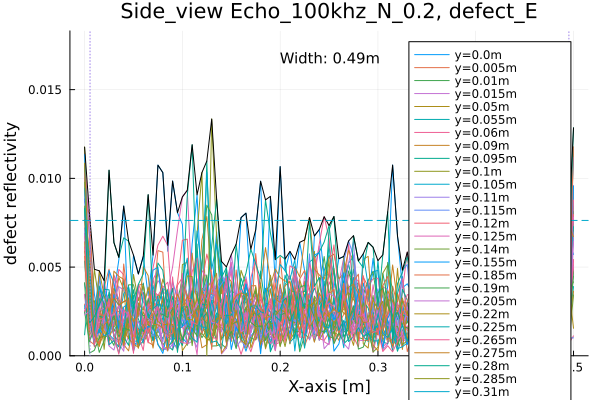 Side_view Echo_100khz_N_0.2, defect_E
Width: 0.49m
defect reflectivity
0.015
0.010
0.005
0.000
0.0
0.1
0.2
0.3
.5
X-axis [m]
y=0.0m
y=0.005m
y=0.01m
y=0.015m
y=0.05m
y=0.055m
y=0.06m
y=0.09m
y=0.095m
y=0.1m
y=0.105m
y=0.11m
y=0.115m
y=0.12m
y=0.125m
y=0.14m
y=0.155m
y=0.185m
y=0.19m
y=0.205m
y=0.22m
y=0.225m
y=0.265m
y=0.275m
y=0.28m
y=0.285m
y=0.31m